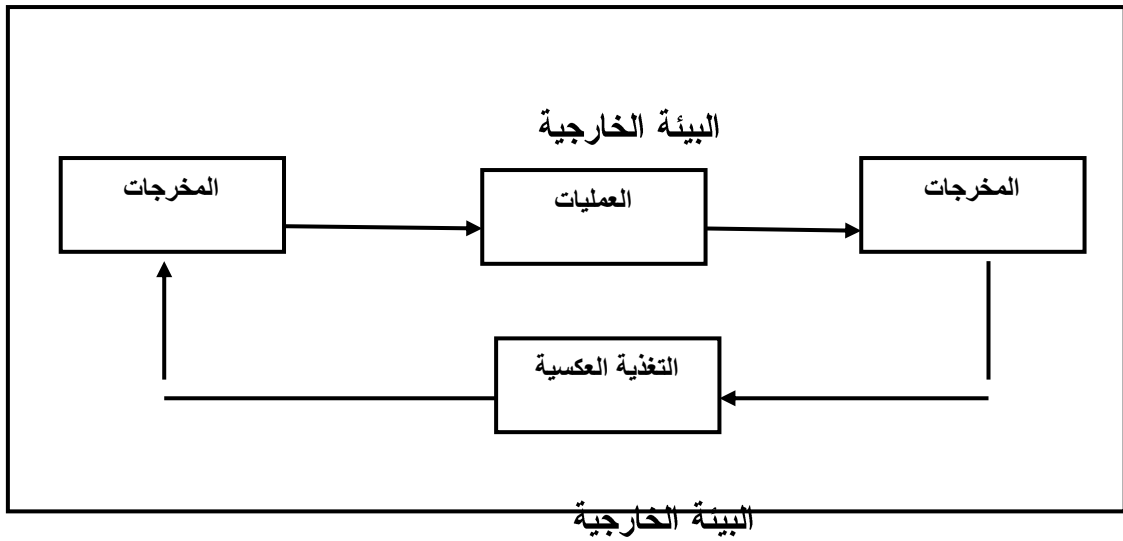 البيئة الخارجية
المخرجات
العمليات
المخرجات
التغذية العكسية
البيئة الخارجية